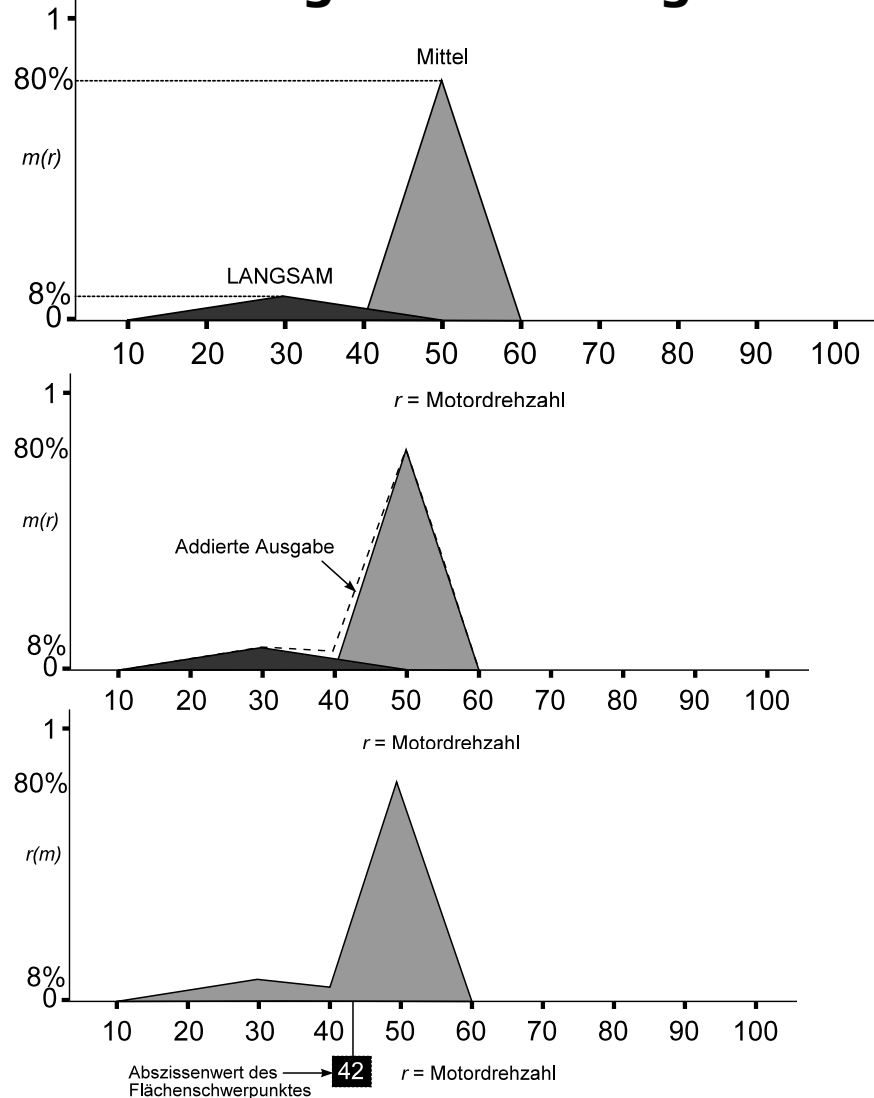 1
Mittel
80%
m(r)
LANGSAM
8%
0
10 20 30 40 50 60 70 80 90 100
r = Motordrehzahl
1
80%
m(r)
Addierte Ausgabe
8%
0
10 20 30 40 50 60 70 80 90 100
r = Motordrehzahl
1
80%
r(m)
8%
0
10 20 30 40 50 60 70 80 90 100
Abszissenwert des
Flächenschwerpunktes
42
r = Motordrehzahl